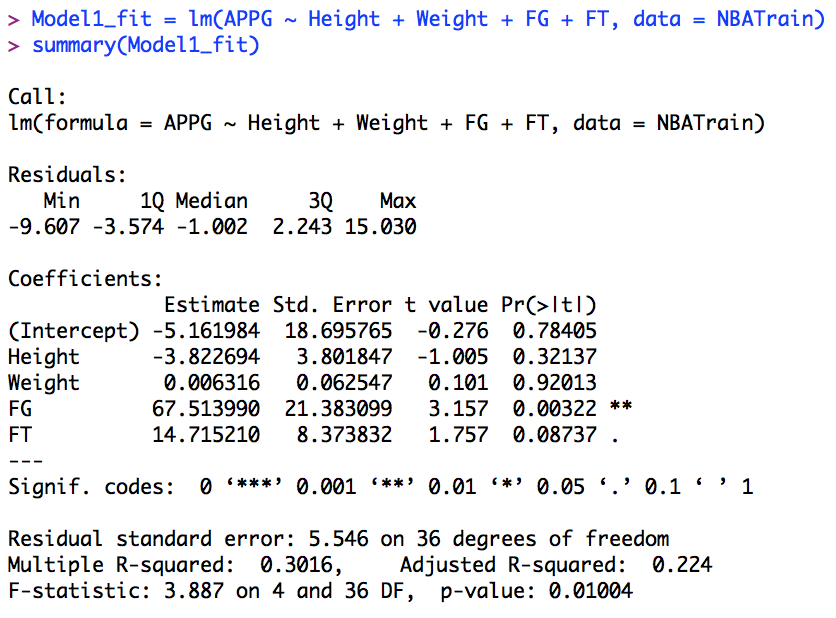 > Model1_fit = lm(APPG ~ Height + Weight + FG + FT, data = NBATrain)
> summary(Model1_fit)

Call:
lm(formula = APPG ~ Height + Weight + FG + FT, data = NBATrain)

Residuals:
   Min     1Q Median     3Q    Max
-9.607 -3.574 -1.002  2.243 15.030

Coefficients:
             Estimate Std. Error t value Pr(>|t|)
(Intercept) -5.161984  18.695765  -0.276  0.78405
Height      -3.822694   3.801847  -1.005  0.32137
Weight       0.006316   0.062547   0.101  0.92013
FG          67.513990  21.383099   3.157  0.00322 **
FT          14.715210   8.373832   1.757  0.08737 .
---
Signif. codes:  0 ‘***’ 0.001 ‘**’ 0.01 ‘*’ 0.05 ‘.’ 0.1 ‘ ’ 1

Residual standard error: 5.546 on 36 degrees of freedom
Multiple R-squared:  0.3016,    Adjusted R-squared:  0.224
F-statistic: 3.887 on 4 and 36 DF,  p-value: 0.01004